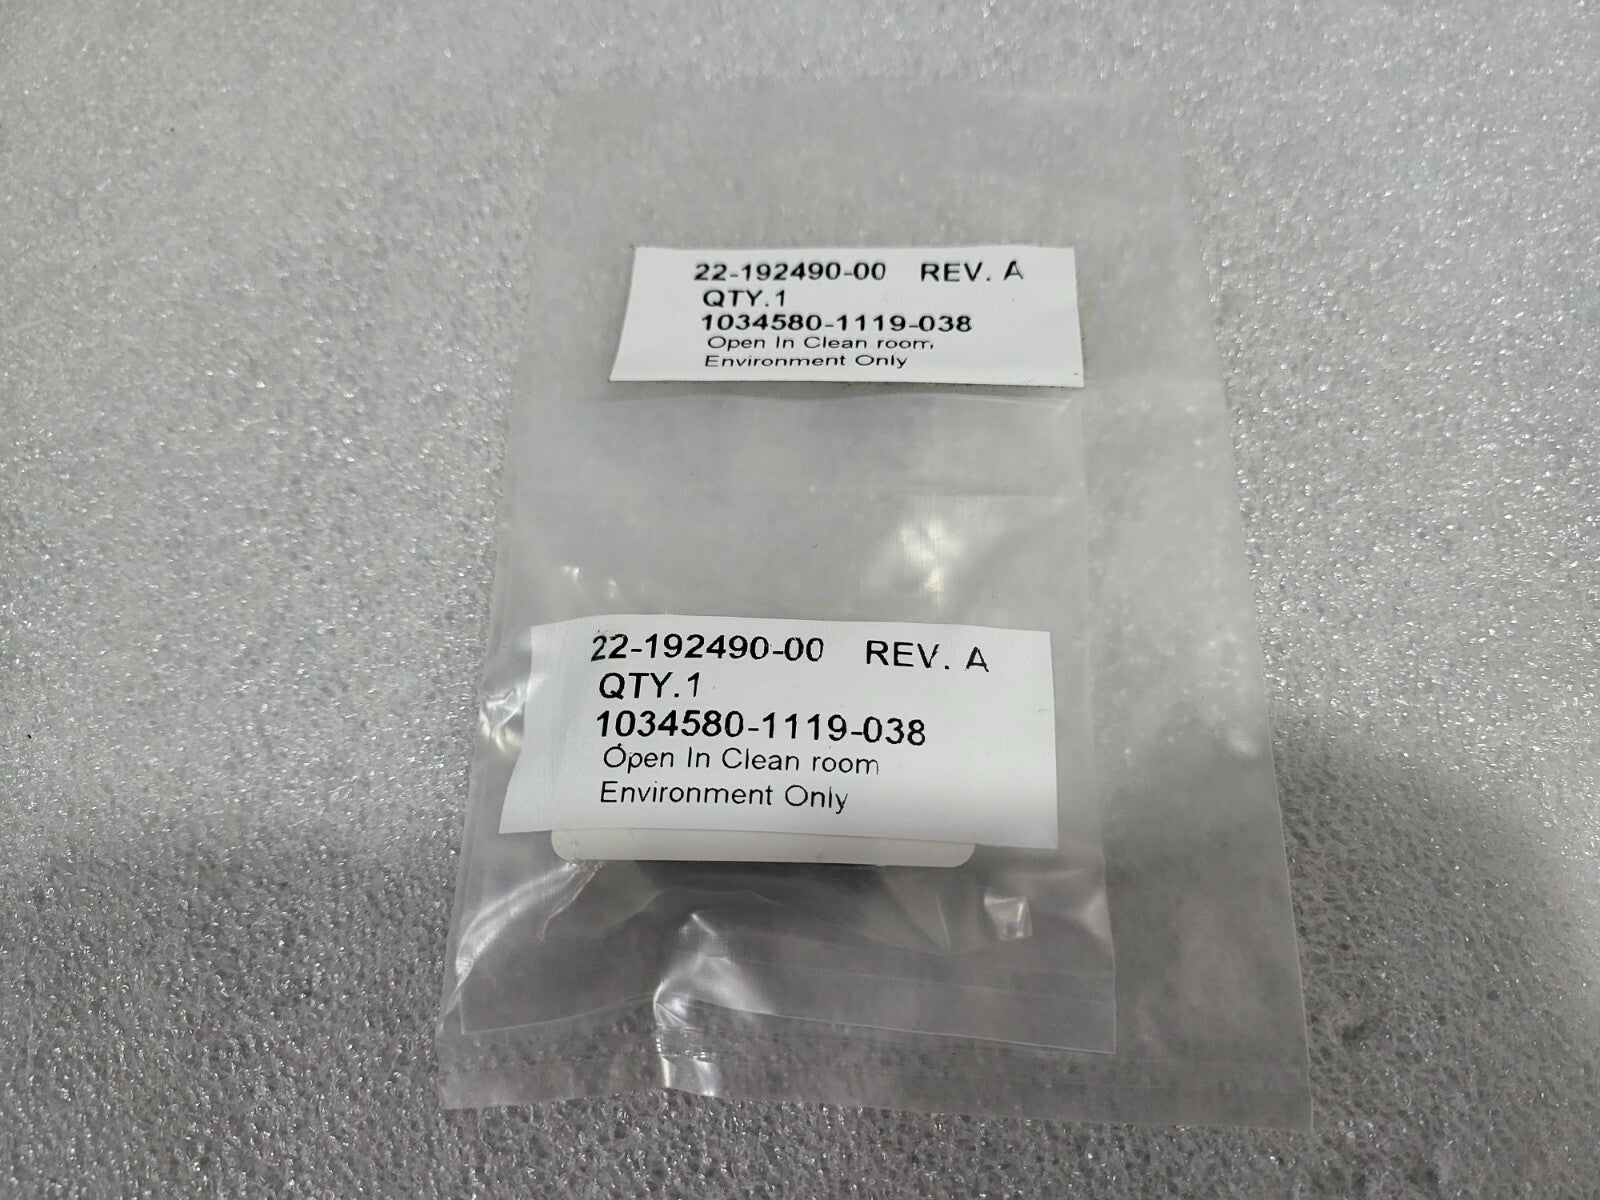 22-192490-00 REV. A
QTY.1
1034580-1119-038
Open In Clean room
Environment Only
22-192490-00 REV. A
QTY.1
1034580-1119-038
Open In Clean room
Environment Only